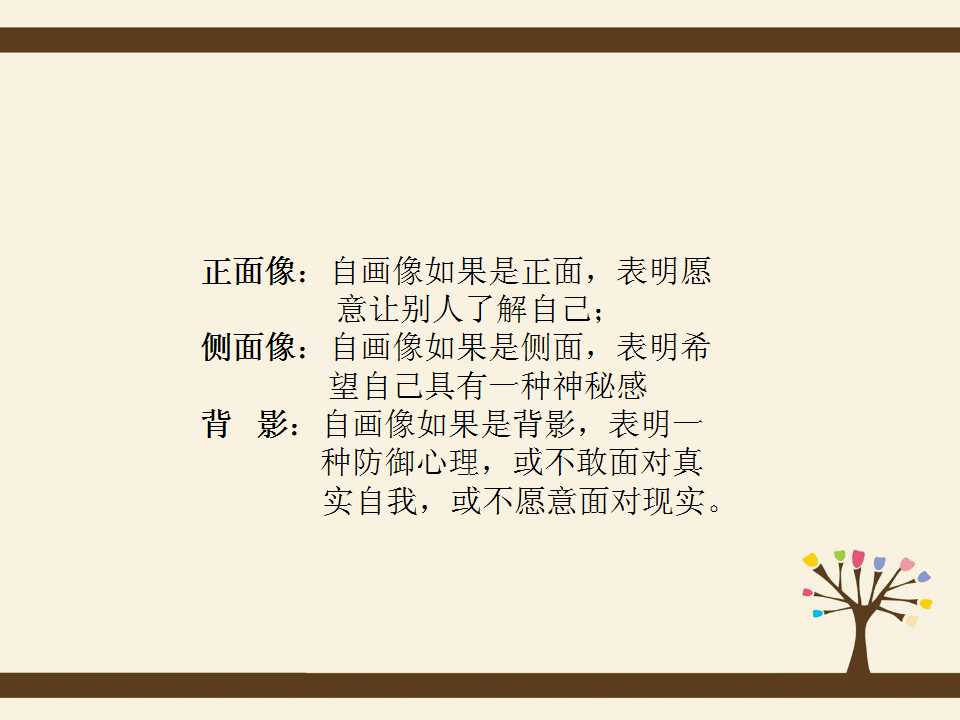 正面像：自画像如果是正面，表明愿
意让别人了解自己；
侧面像：自画像如果是侧面，表明希
望自己具有一种神秘感
背 影：自画像如果是背影，表明一
种防御心理，或不敢面对真
实自我，或不愿意面对现实。